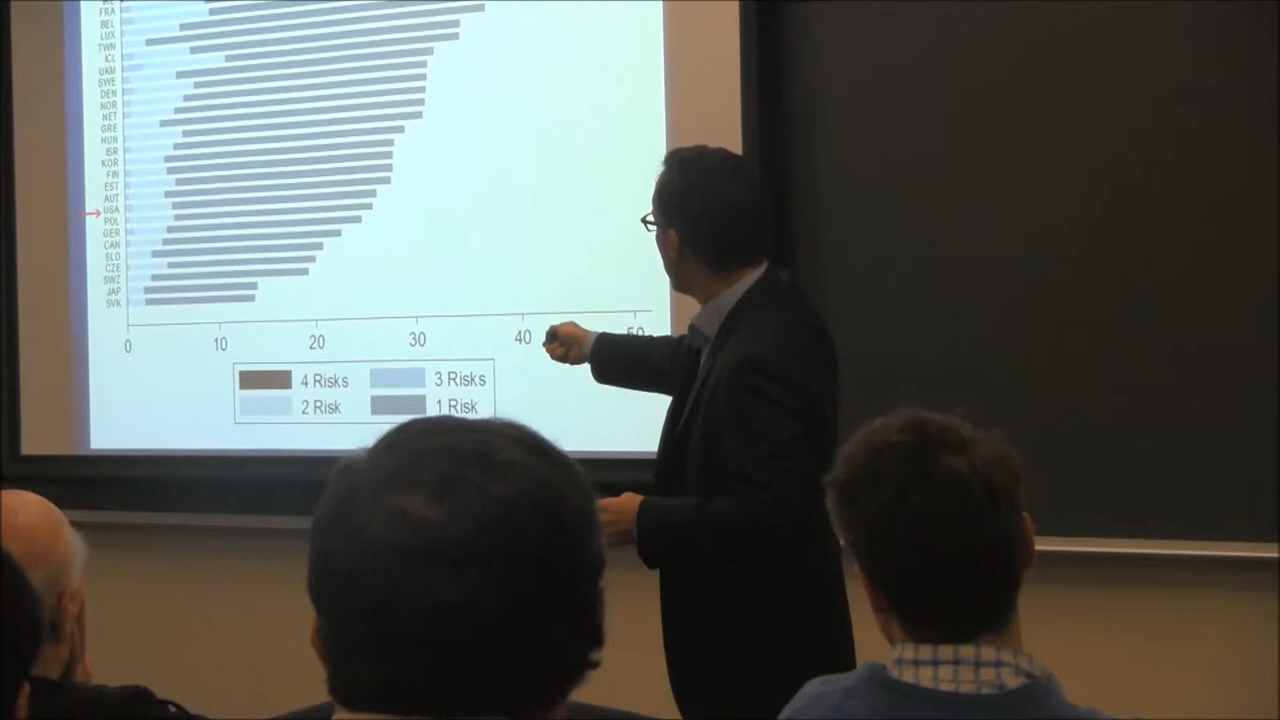 FRA
BEL
LUX
TWN
ICL
UKM
SWE
DEN
NOR
NET
GRE
HUN
ISR
KOR
FIN
EST
AUT
USA
POL
GER
CAN
SLO
CZE
SWZ
JAP
SVK
0 10 20 30 40 50
4 Risks 3 Risks
2 Risk 1 Risk